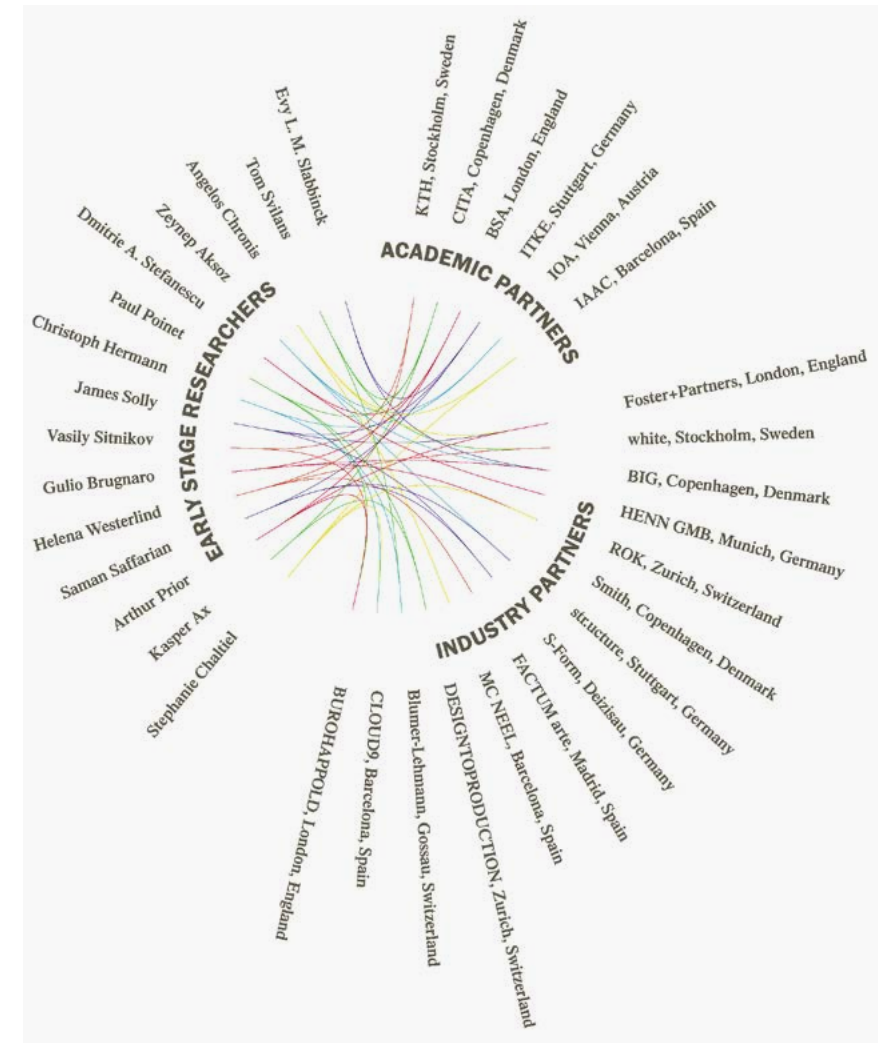 ACADEMIC PARTNERS
KTH, Stockholm, Sweden
CITA, Copenhagen, Denmark
BSA, London, England
ITKE, Stuttgart, Germany
IOA, Vienna, Austria
IAAC, Barcelona, Spain
INDUSTRY PARTNERS
Foster+Partners, London, England
white, Stockholm, Sweden
BIG, Copenhagen, Denmark
HENN GMB, Munich, Germany
ROK, Zurich, Switzerland
Smith, Copenhagen, Denmark
str.ucture, Stuttgart, Germany
S-Form, Deizisau, Germany
FACTUM arte, Madrid, Spain
MC NEEL, Barcelona, Spain
DESIGNTOPRODUCTION, Zurich, Switzerland
Blumer-Lehmann, Gossau, Switzerland
CLOUD9, Barcelona, Spain
BUROHAPPOLD, London, England
EARLY STAGE RESEARCHERS
Stephanie Chaltiel
Kasper Ax
Arthur Prior
Saman Saffarian
Helena Westerlind
Gulio Brugnaro
Vasily Sitnikov
James Solly
Christoph Hermann
Paul Poinet
Dmitrie A. Stefanescu
Zeynep Aksoz
Angelos Chronis
Tom Svilans
Evy L. M. Slabbinck